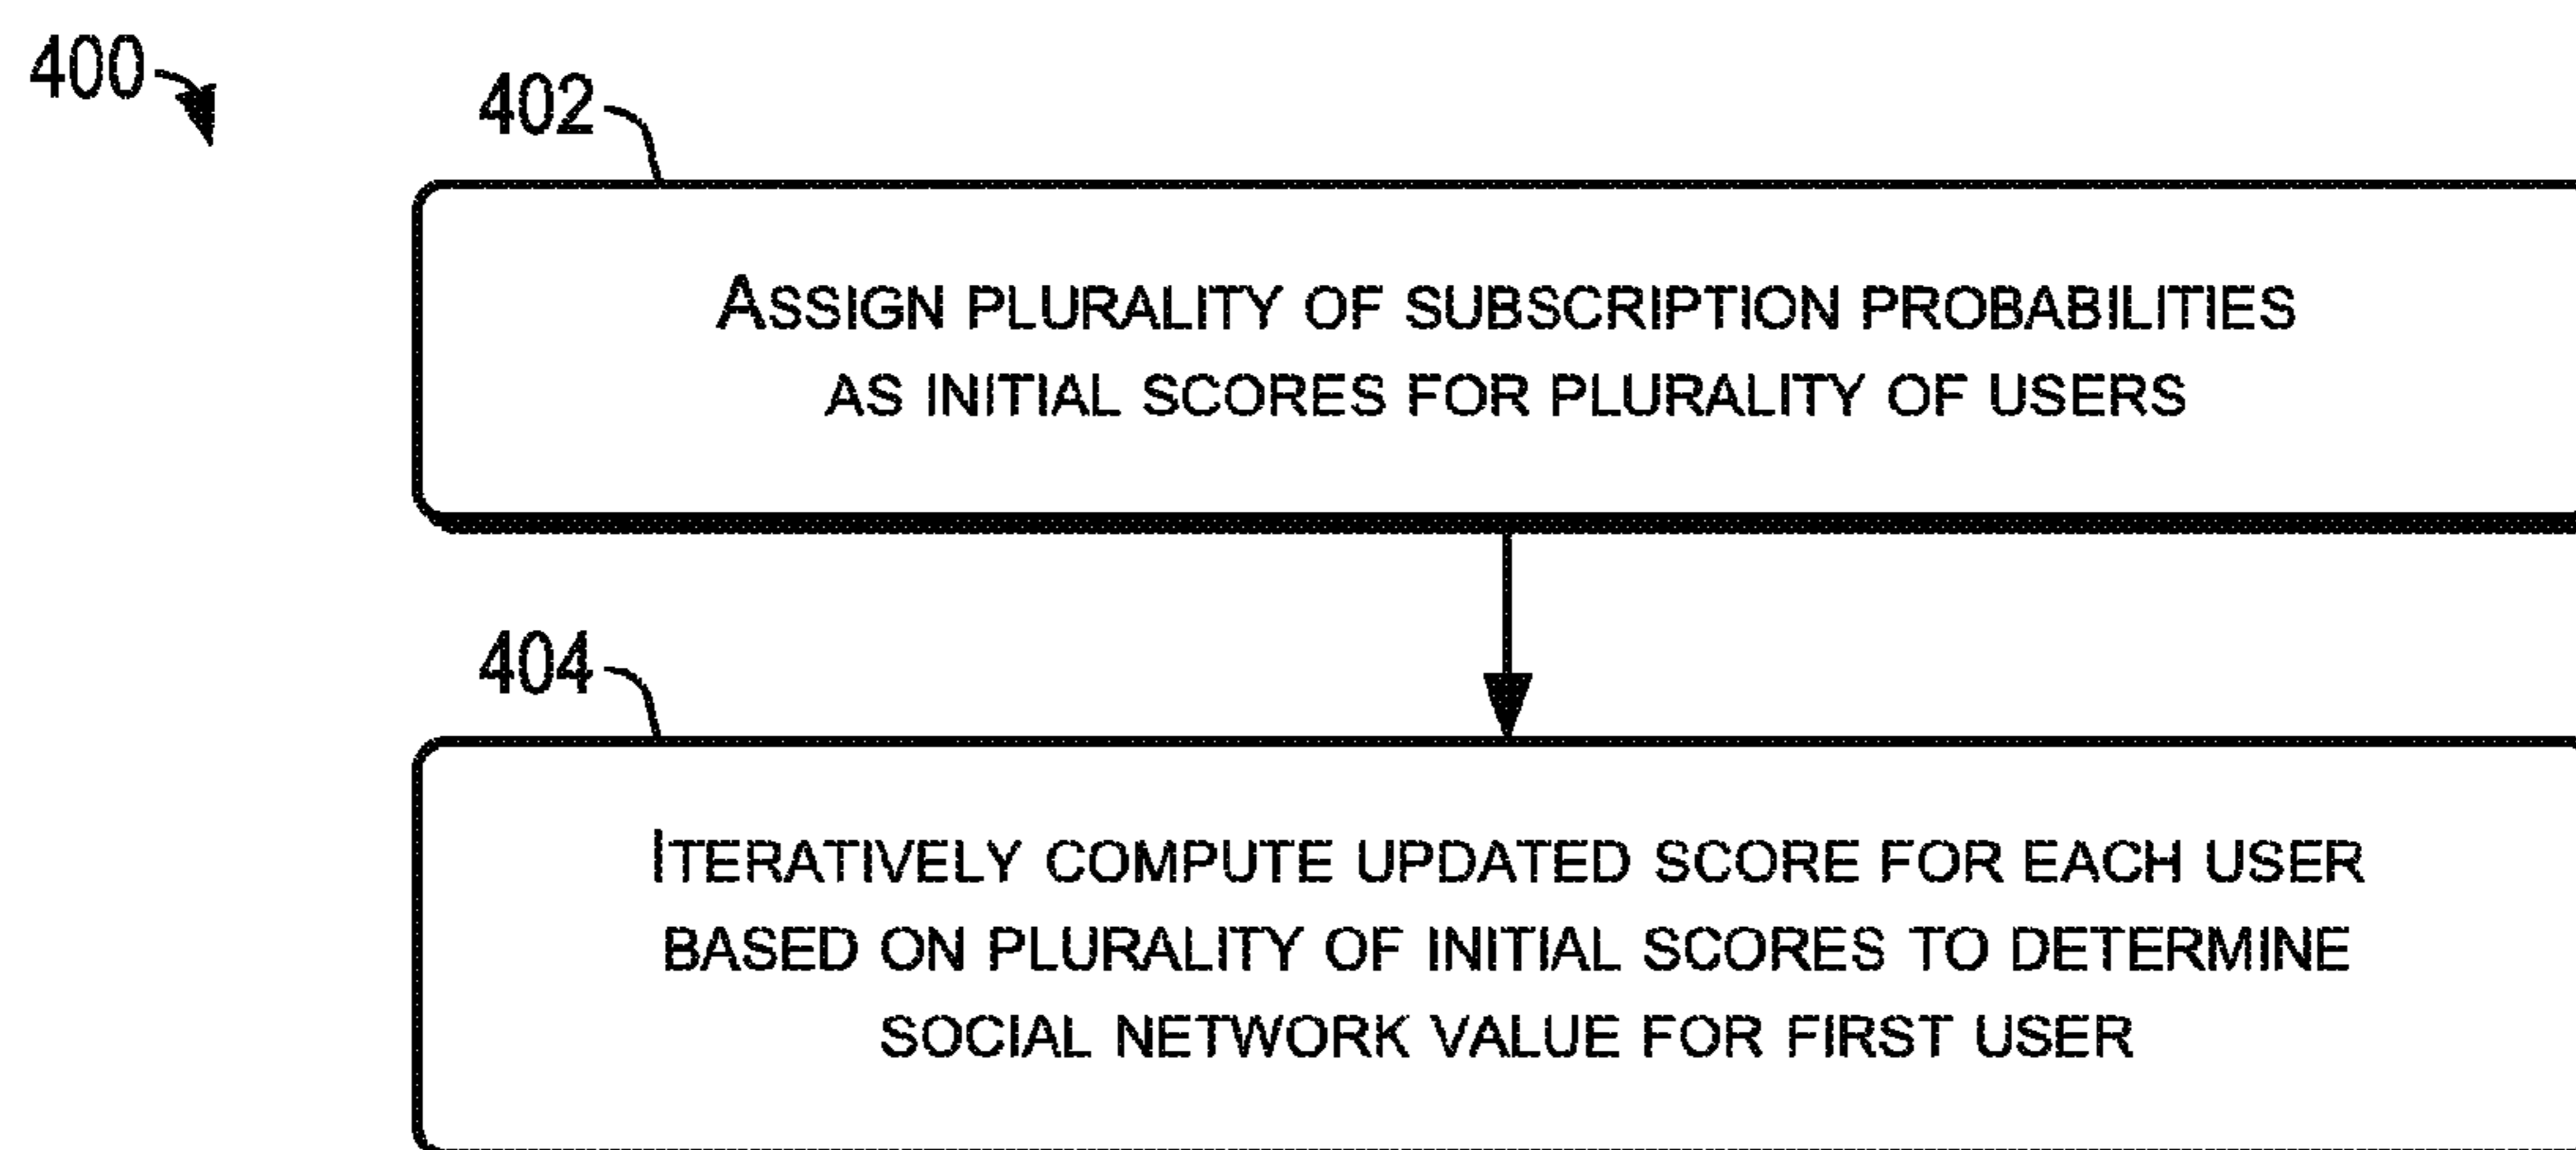 400
402
ASSIGN PLURALITY OF SUBSCRIPTION PROBABILITIES
AS INITIAL SCORES FOR PLURALITY OF USERS
404
ITERATIVELY COMPUTE UPDATED SCORE FOR EACH USER
BASED ON PLURALITY OF INITIAL SCORES TO DETERMINE
SOCIAL NETWORK VALUE FOR FIRST USER